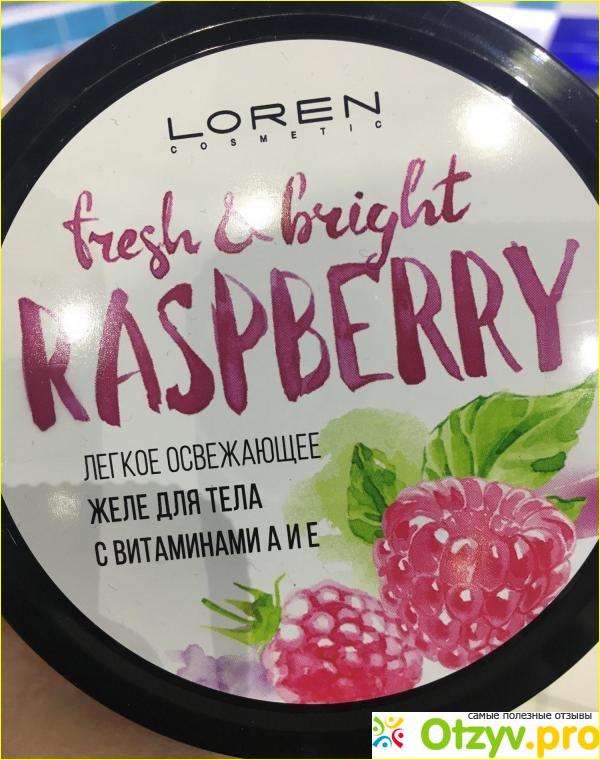 LOREN
COSMETIC
fresh & bright
RASPBERRY
ЛЕГКОЕ ОСВЕЖАЮЩЕЕ
ЖЕЛЕ ДЛЯ ТЕЛА
С ВИТАМИНАМИ А И Е
самые полезные отзывы
Otzyv.pro